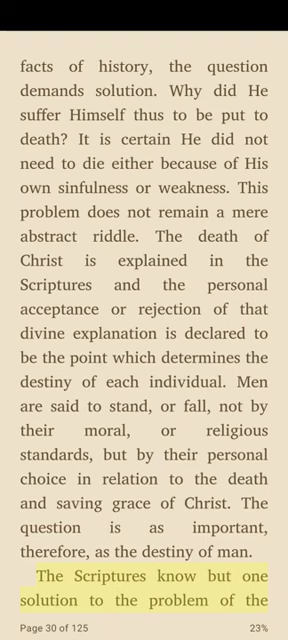 facts of history, the question
demands solution. Why did He
suffer Himself thus to be put to
death? It is certain He did not
need to die either because of His
own sinfulness or weakness. This
problem does not remain a mere
abstract riddle. The death of
Christ is explained in the
Scriptures and the personal
acceptance or rejection of that
divine explanation is declared to
be the point which determines the
destiny of each individual. Men
are said to stand, or fall, not by
their moral, or religious
standards, but by their personal
choice in relation to the death
and saving grace of Christ. The
question is as important,
therefore, as the destiny of man.
The Scriptures know but one
solution to the problem of the
Page 30 of 125 23%